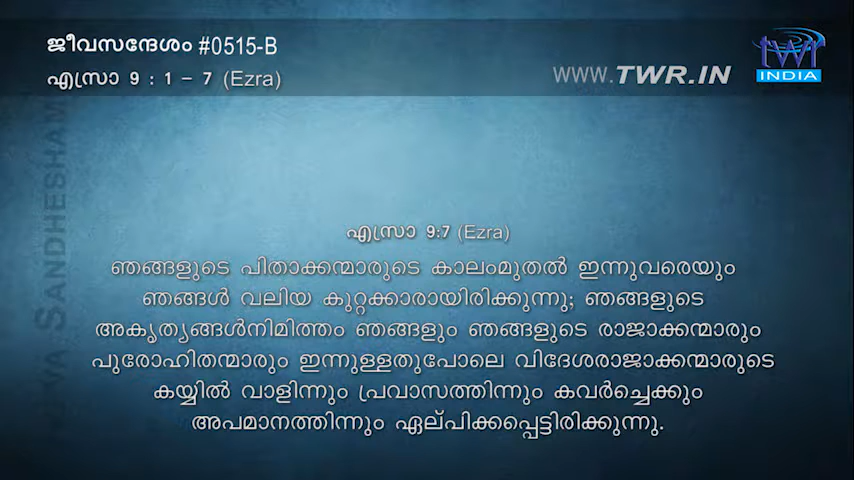 ജീവസന്ദേശം #0515-B
എസ്രാ 9 : 1 – 7 (Ezra)
WWW.TWR.IN
twr
INDIA
JEEVA SANDHESHAM
എസ്രാ 9:7 (Ezra)
ഞങ്ങളുടെ പിതാക്കന്മാരുടെ കാലംമുതൽ ഇന്നുവരെയും
ഞങ്ങൾ വലിയ കുറ്റക്കാരായിരിക്കുന്നു; ഞങ്ങളുടെ
അകൃത്യങ്ങൾനിമിത്തം ഞങ്ങളും ഞങ്ങളുടെ രാജാക്കന്മാരും
പുരോഹിതന്മാരും ഇന്നുള്ളതുപോലെ വിദേശരാജാക്കന്മാരുടെ
കയ്യിൽ വാളിന്നും പ്രവാസത്തിന്നും കവർച്ചെക്കും
അപമാനത്തിന്നും ഏല്പിക്കപ്പെട്ടിരിക്കുന്നു.